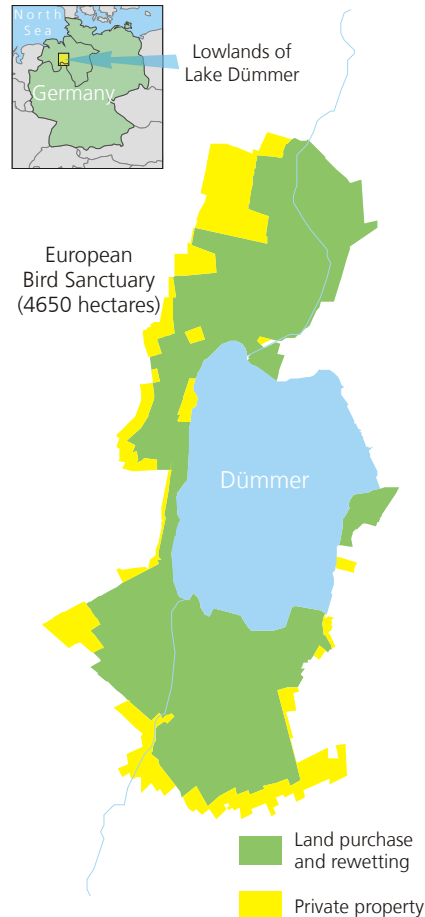 North
Sea
Germany
Lowlands of
Lake Dümmer
European
Bird Sanctuary
(4650 hectares)
Dümmer
Land purchase
and rewetting
Private property